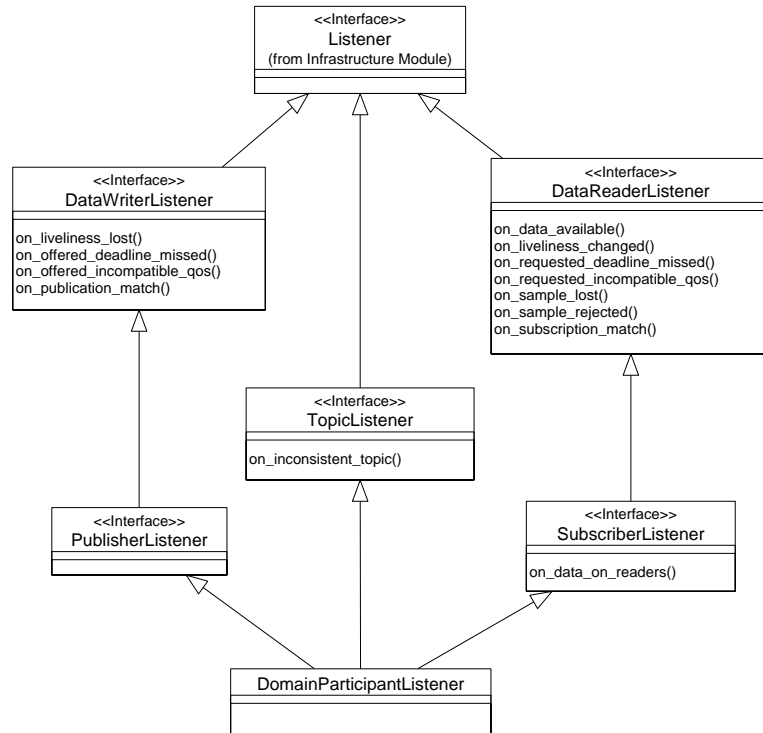 <<Interface>>
Listener
(from Infrastructure Module)
<<Interface>>
DataWriterListener
on_liveliness_lost()
on_offered_deadline_missed()
on_offered_incompatible_qos()
on_publication_match()
<<Interface>>
DataReaderListener
on_data_available()
on_liveliness_changed()
on_requested_deadline_missed()
on_requested_incompatible_qos()
on_sample_lost()
on_sample_rejected()
on_subscription_match()
<<Interface>>
TopicListener
on_inconsistent_topic()
<<Interface>>
PublisherListener
<<Interface>>
SubscriberListener
on_data_on_readers()
DomainParticipantListener